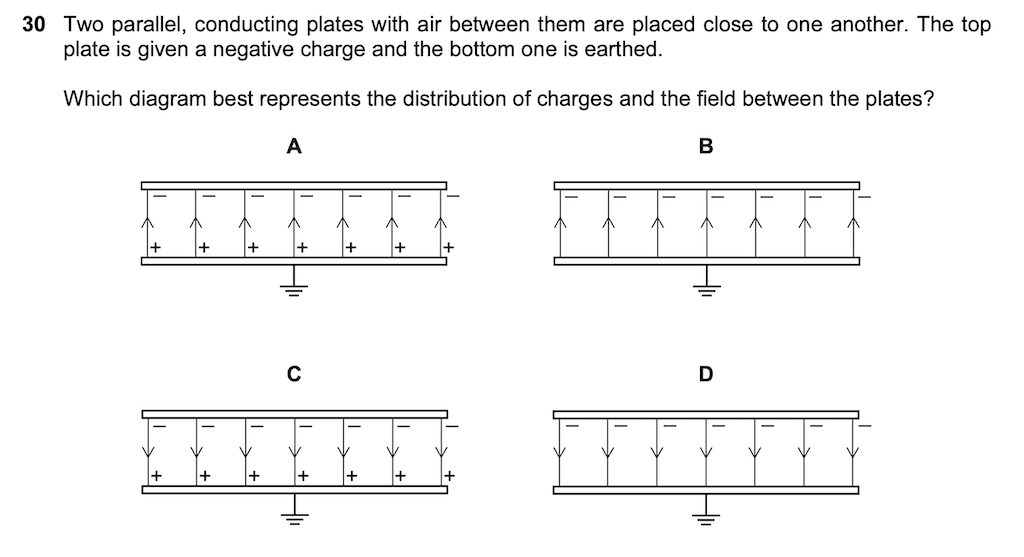 30 Two parallel, conducting plates with air between them are placed close to one another. The top
plate is given a negative charge and the bottom one is earthed.
Which diagram best represents the distribution of charges and the field between the plates?
A
B
– – – – – – –
– – – – – – –
+ + + + + + +
C
D
– – – – – – –
– – – – – – –
+ + + + + + +